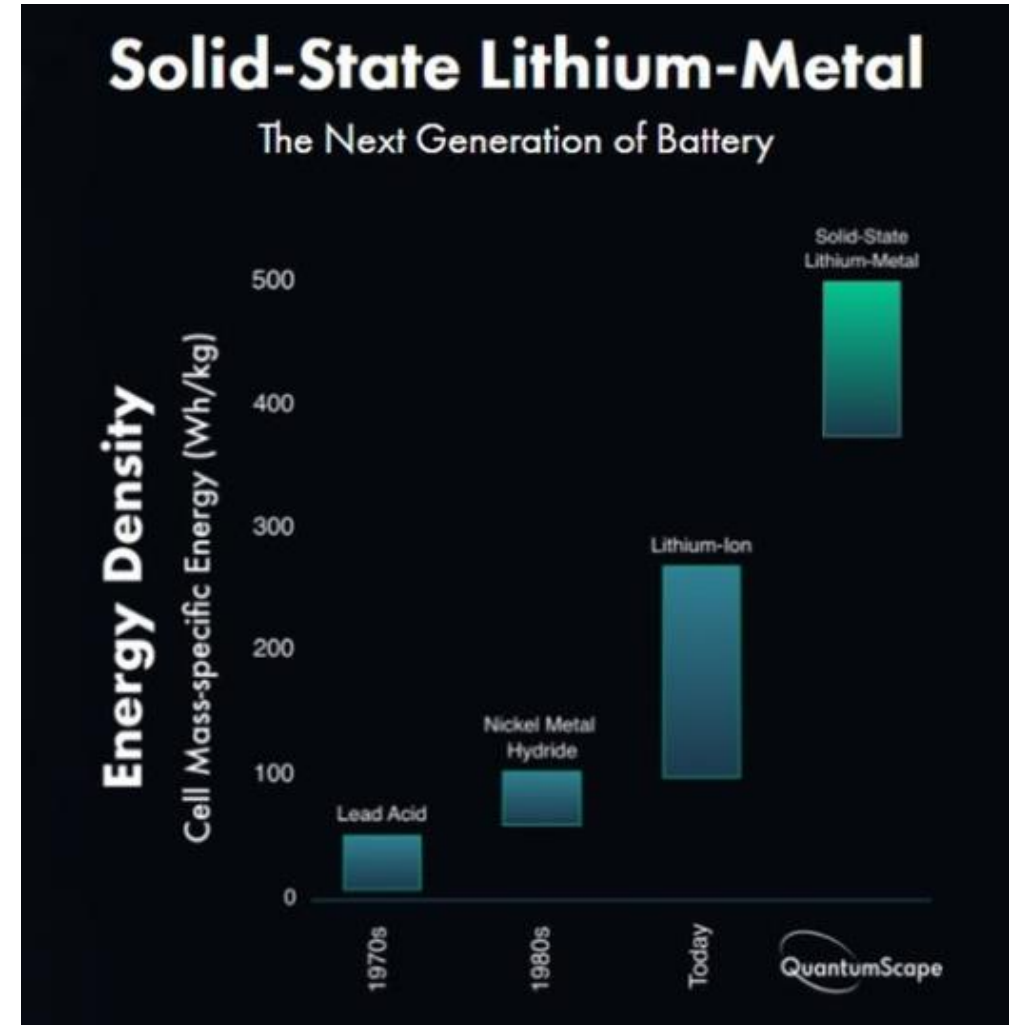 Solid-State Lithium-Metal
The Next Generation of Battery
Energy Density
Cell Mass-specific Energy (Wh/kg)
500
400
300
200
100
0
Lead Acid
Nickel Metal
Hydride
Lithium-Ion
Solid-State
Lithium-Metal
1970s
1980s
Today
QuantumScape